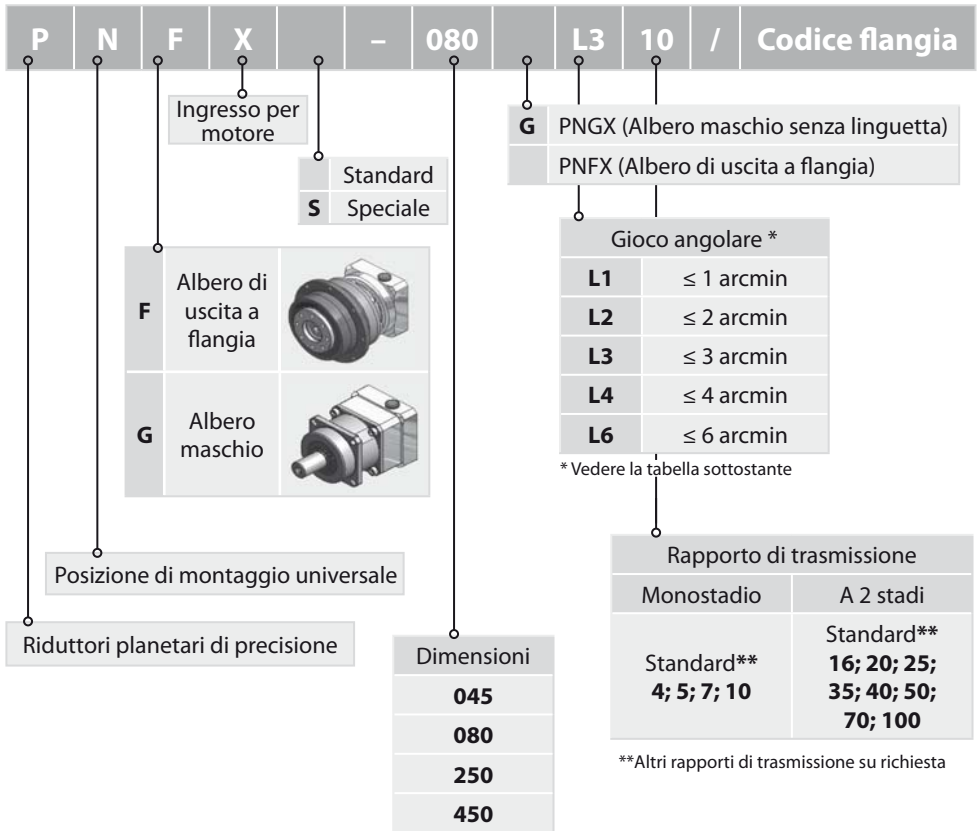 P N F X – 080 L3 10 / Codice flangia
Ingresso per
motore
G PNGX (Albero maschio senza linguetta)
PNFX (Albero di uscita a flangia)
Standard
S Speciale
Gioco angolare *
L1 ≤ 1 arcmin
L2 ≤ 2 arcmin
L3 ≤ 3 arcmin
L4 ≤ 4 arcmin
L6 ≤ 6 arcmin
* Vedere la tabella sottostante
F Albero di
uscita a
flangia
G Albero
maschio
Posizione di montaggio universale
Riduttori planetari di precisione
Dimensioni
045
080
250
450
Rapporto di trasmissione
Monostadio A 2 stadi
Standard**
4; 5; 7; 10
Standard**
16; 20; 25;
35; 40; 50;
70; 100
**Altri rapporti di trasmissione su richiesta